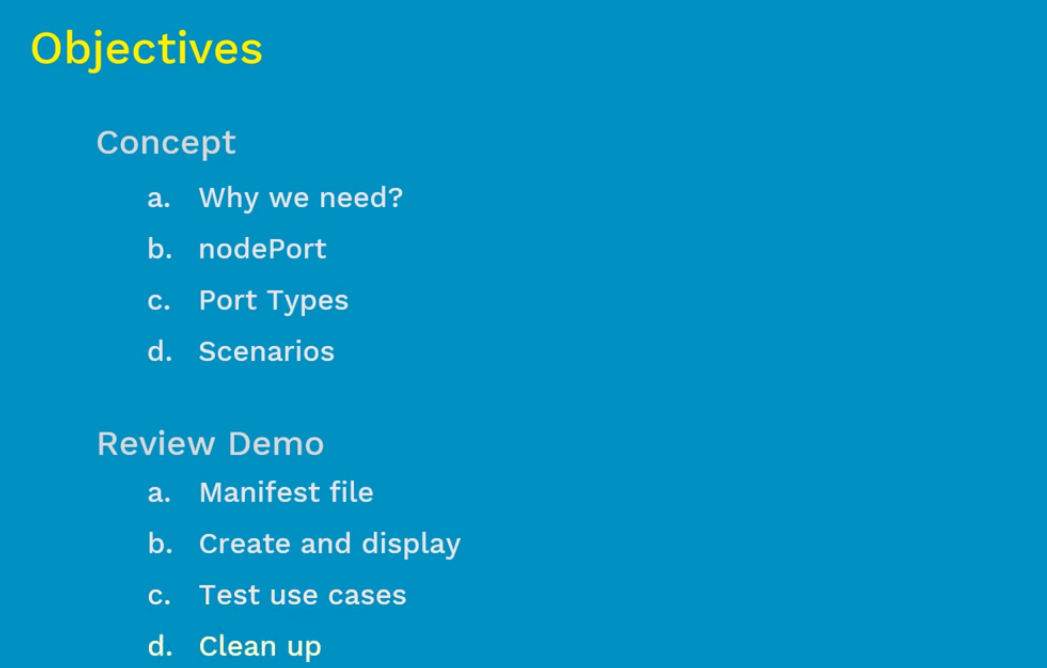 Objectives
Concept
a. Why we need?
b. nodePort
c. Port Types
d. Scenarios
Review Demo
a. Manifest file
b. Create and display
c. Test use cases
d. Clean up